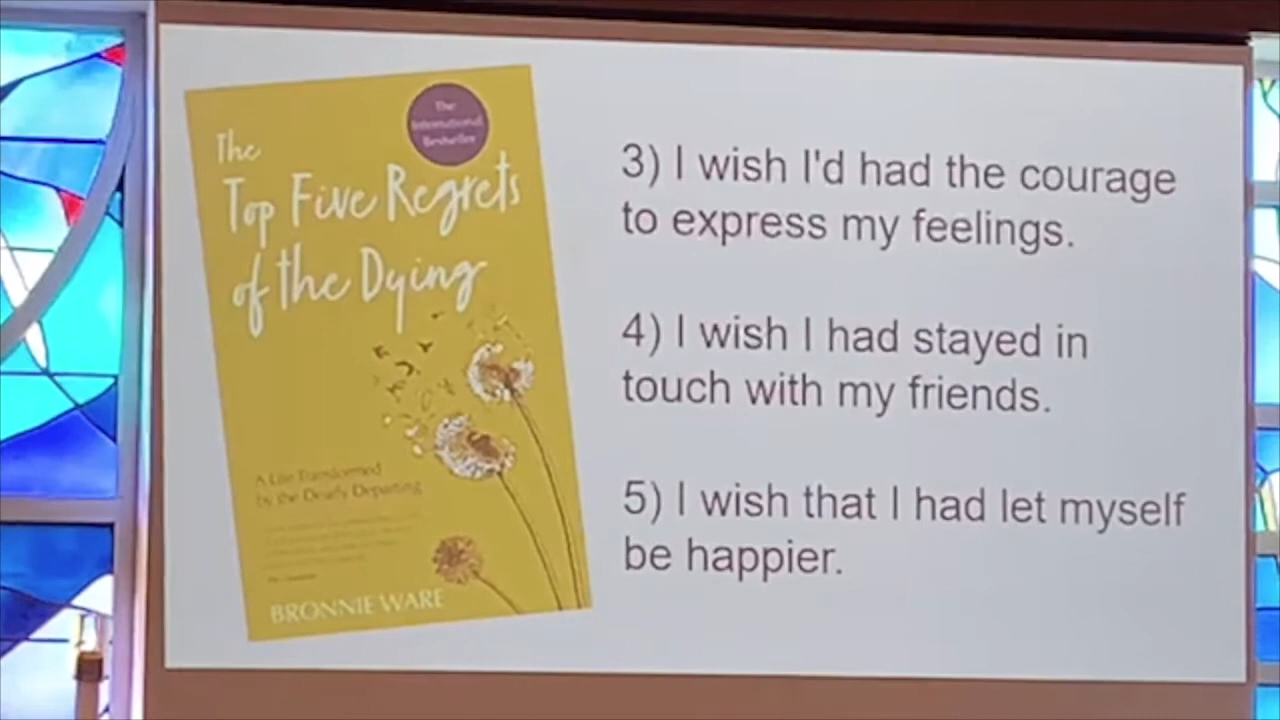 The
International
Bestseller
The
Top Five Regrets
of the Dying
A Life Transformed
by the Dearly Departing
BRONNIE WARE
3) I wish I'd had the courage
to express my feelings.
4) I wish I had stayed in
touch with my friends.
5) I wish that I had let myself
be happier.